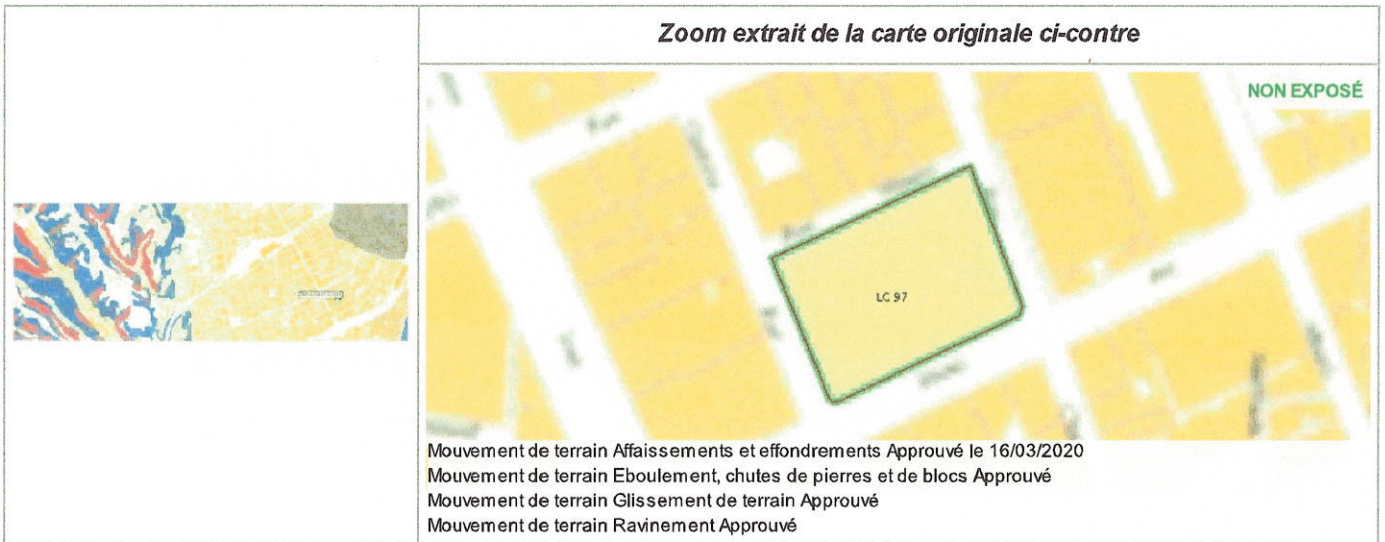 Zoom extrait de la carte originale ci-contre
NON EXPOSÉ
LC 97
Mouvement de terrain Affaissements et effondrements Approuvé le 16/03/2020
Mouvement de terrain Eboulement, chutes de pierres et de blocs Approuvé
Mouvement de terrain Glissement de terrain Approuvé
Mouvement de terrain Ravinement Approuvé